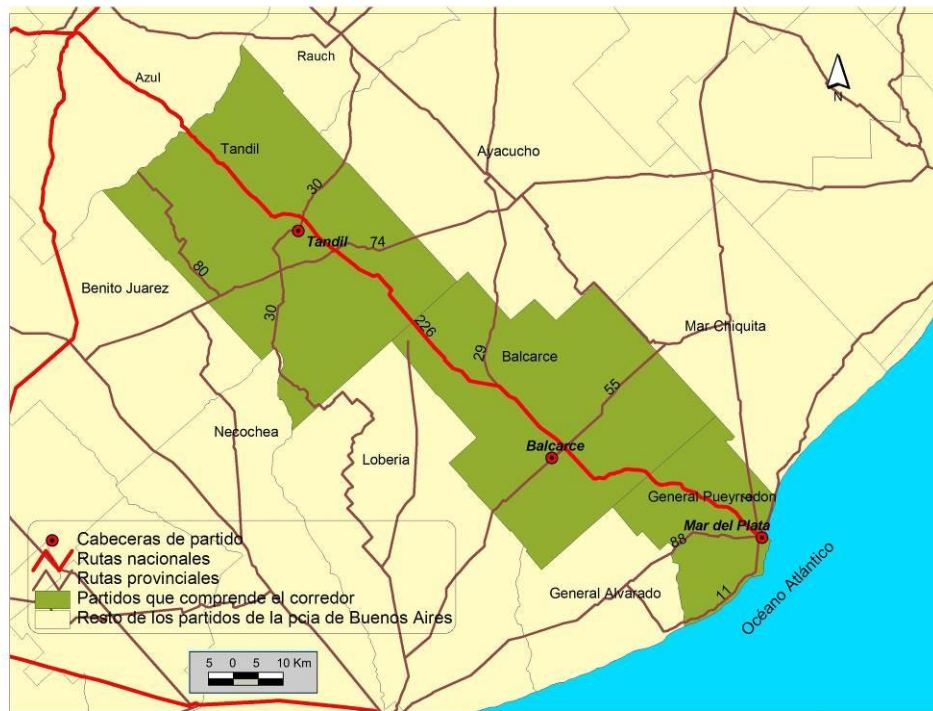 Rauch
Azul
N
Tandil
Ayacucho
30
Tandil
74
80
Benito Juarez
30
226
Mar Chiquita
29
Balcarce
55
Necochea
Balcarce
Loberia
General Pueyrredon
Mar del Plata
88
General Alvarado
11
Océano Atlántico
Cabeceras de partido
Rutas nacionales
Rutas provinciales
Partidos que comprende el corredor
Resto de los partidos de la pcia de Buenos Aires
5 0 5 10 Km